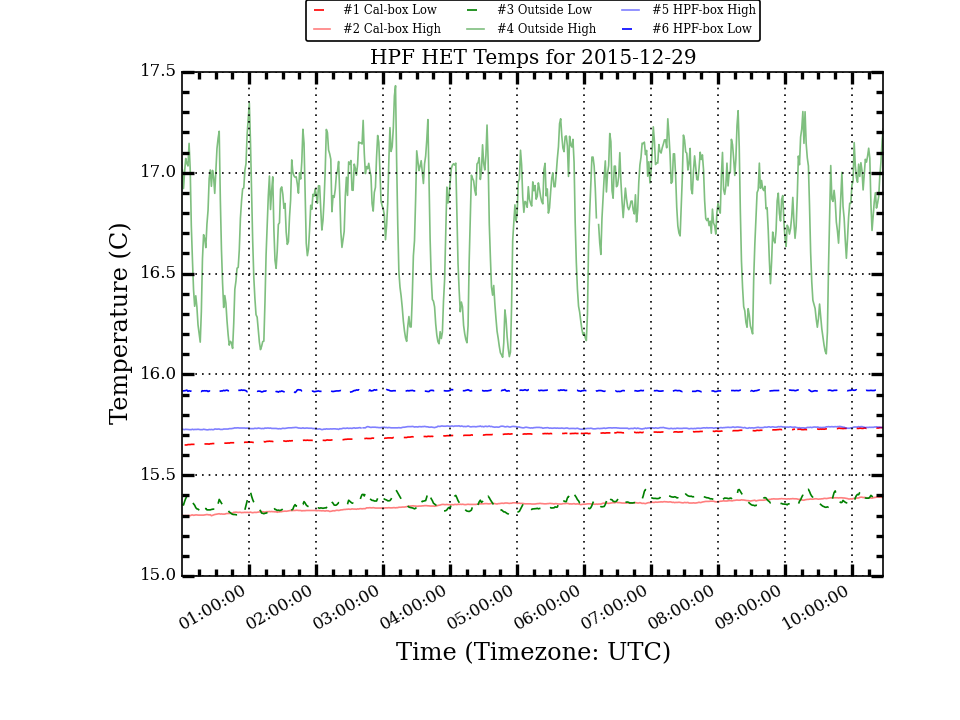 #1 Cal-box Low #3 Outside Low #5 HPF-box High
#2 Cal-box High #4 Outside High #6 HPF-box Low
HPF HET Temps for 2015-12-29
17.5
17.0
16.5
16.0
15.5
15.0
Temperature (C)
01:00:00 02:00:00 03:00:00 04:00:00 05:00:00 06:00:00 07:00:00 08:00:00 09:00:00 10:00:00
Time (Timezone: UTC)